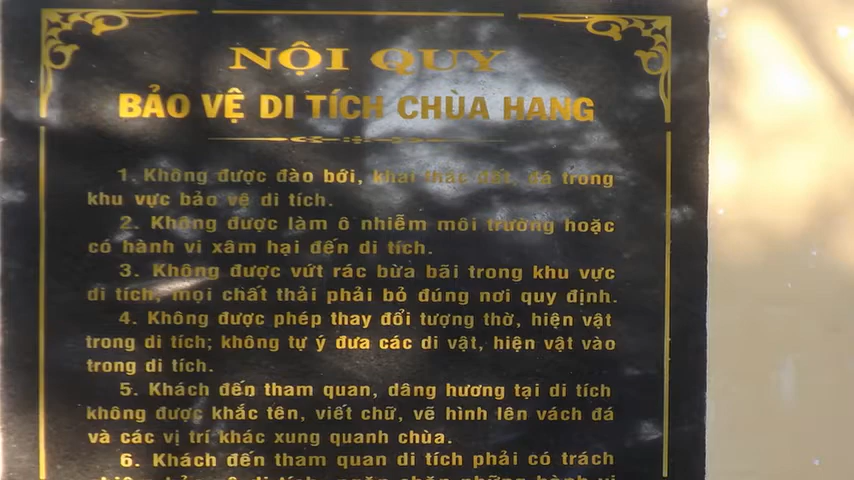 NỘI QUY
BẢO VỆ DI TÍCH CHÙA HANG
1. Không được đào bới, khai thác đất, đá trong
khu vực bảo vệ di tích.
2. Không được làm ô nhiễm môi trường hoặc
có hành vi xâm hại đến di tích.
3. Không được vứt rác bừa bãi trong khu vực
di tích, mọi chất thải phải bỏ đúng nơi quy định.
4. Không được phép thay đổi tượng thờ, hiện vật
trong di tích; không tự ý đưa các di vật, hiện vật vào
trong di tích.
5. Khách đến tham quan, dâng hương tại di tích
không được khắc tên, viết chữ, vẽ hình lên vách đá
và các vị trí khác xung quanh chùa.
6. Khách đến tham quan di tích phải có trách